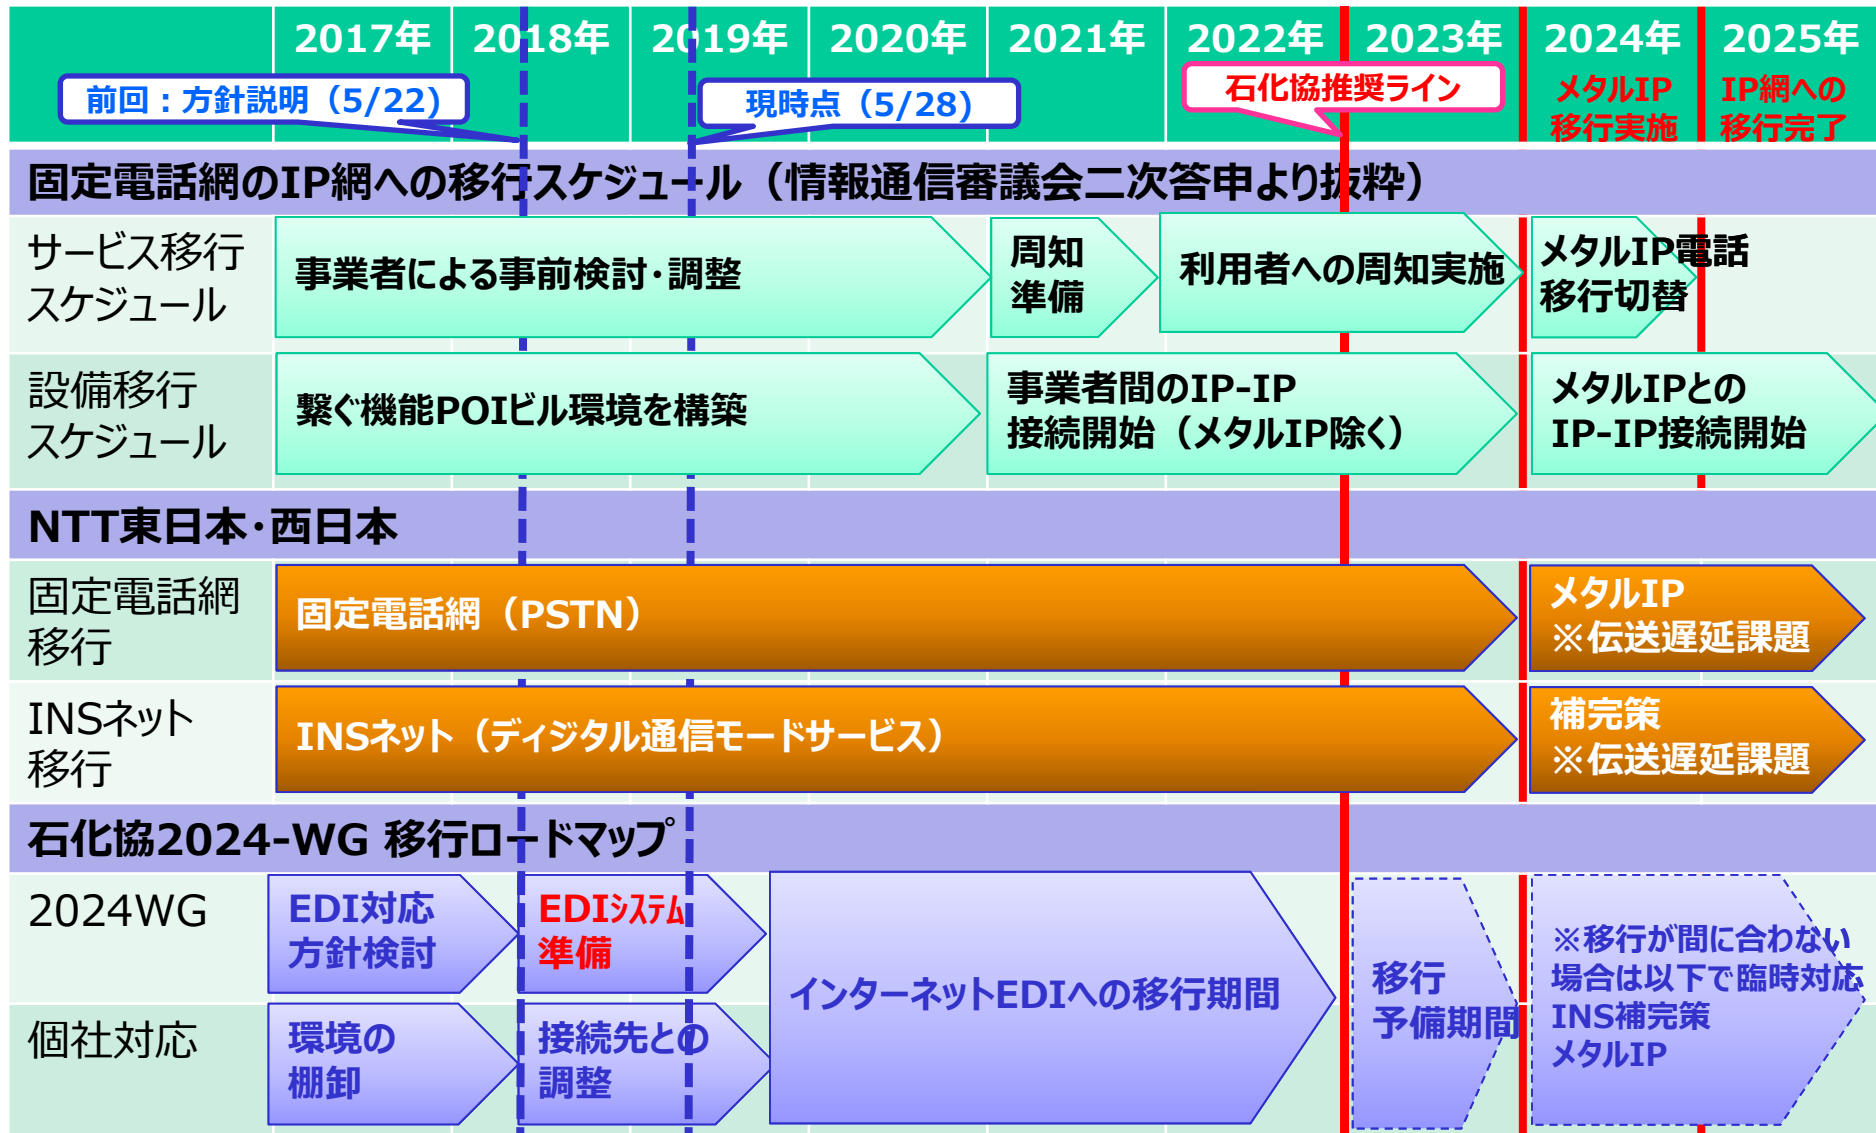 2017年 2018年 2019年 2020年 2021年 2022年 2023年 2024年 2025年
前回：方針説明（5/22)
現時点（5/28)
石化協推奨ライン
メタルIP
移行実施
IP網への
移行完了
固定電話網のIP網への移行スケジュール（情報通信審議会二次答申より抜粋）
サービス移行
スケジュール
事業者による事前検討・調整
周知
準備
利用者への周知実施
メタルIP電話
移行切替
設備移行
スケジュール
繋ぐ機能POIビル環境を構築
事業者間のIP-IP
接続開始（メタルIP除く）
メタルIPとの
IP-IP接続開始
NTT東日本・西日本
固定電話網
移行
固定電話網（PSTN）
メタルIP
※伝送遅延課題
INSネット
移行
INSネット（ディジタル通信モードサービス）
補完策
※伝送遅延課題
石化協2024-WG 移行ロードマップ
2024WG
EDI対応
方針検討
EDIシステム
準備
インターネットEDIへの移行期間
移行
予備期間
※移行が間に合わない
場合は以下で臨時対応
INS補完策
メタルIP
個社対応
環境の
棚卸
接続先との
調整